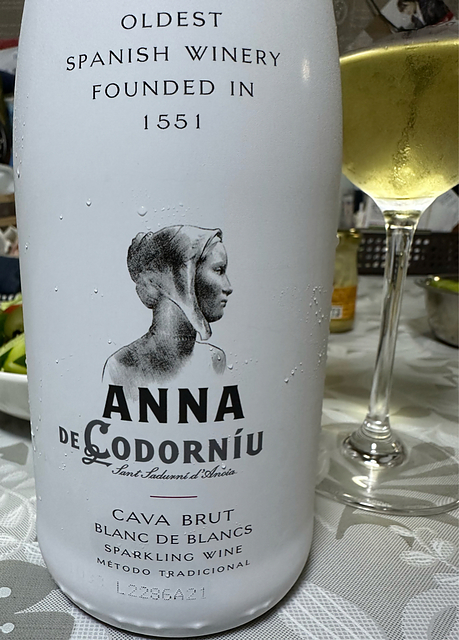 OLDEST
SPANISH WINERY
FOUNDED IN
1551
ANNA
DE CODORNÍU
Sant Sadurní d'Anoia
CAVA BRUT
BLANC DE BLANCS
SPARKLING WINE
MÉTODO TRADICIONAL
L2286A21